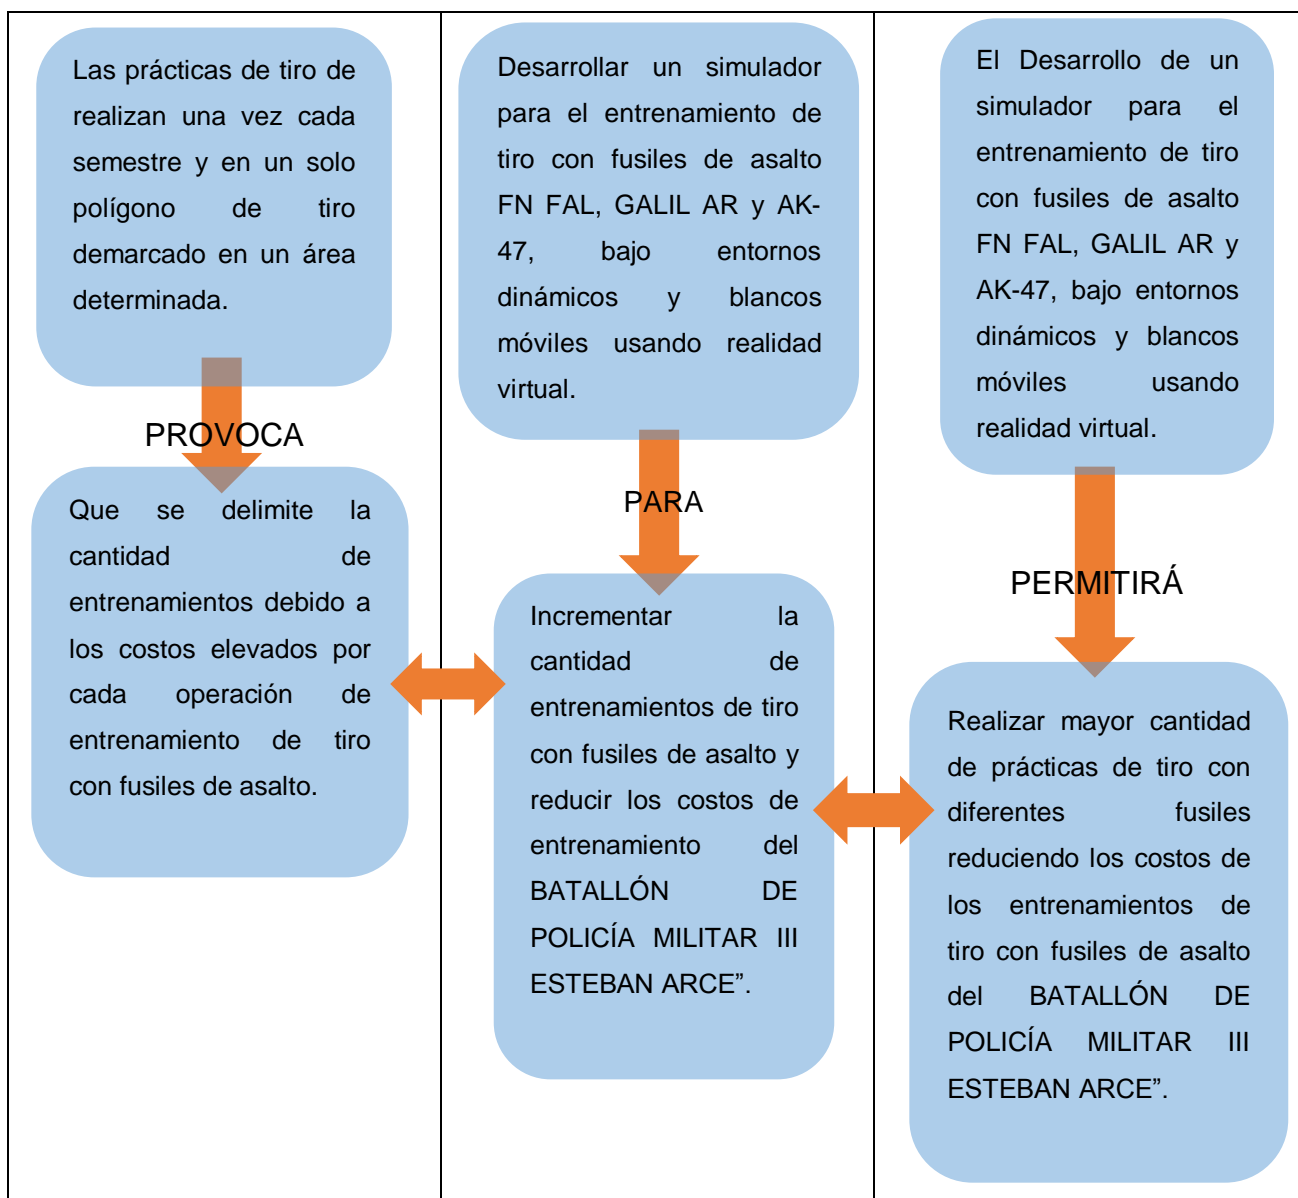 Las prácticas de tiro de
realizan una vez cada
semestre y en un solo
polígono de tiro
demarcado en un área
determinada.
PROVOCA
Que se delimite la
cantidad de
entrenamientos debido a
los costos elevados por
cada operación de
entrenamiento de tiro
con fusiles de asalto.
Desarrollar un simulador
para el entrenamiento de
tiro con fusiles de asalto
FN FAL, GALIL AR y AK-
47, bajo entornos
dinámicos y blancos
móviles usando realidad
virtual.
PARA
Incrementar la
cantidad de
entrenamientos de tiro
con fusiles de asalto y
reducir los costos de
entrenamiento del
BATALLÓN DE
POLICÍA MILITAR III
ESTEBAN ARCE”.
El Desarrollo de un
simulador para el
entrenamiento de tiro
con fusiles de asalto
FN FAL, GALIL AR y
AK-47, bajo entornos
dinámicos y blancos
móviles usando
realidad virtual.
PERMITIRÁ
Realizar mayor cantidad
de prácticas de tiro con
diferentes fusiles
reduciendo los costos de
los entrenamientos de
tiro con fusiles de asalto
del BATALLÓN DE
POLICÍA MILITAR III
ESTEBAN ARCE”.